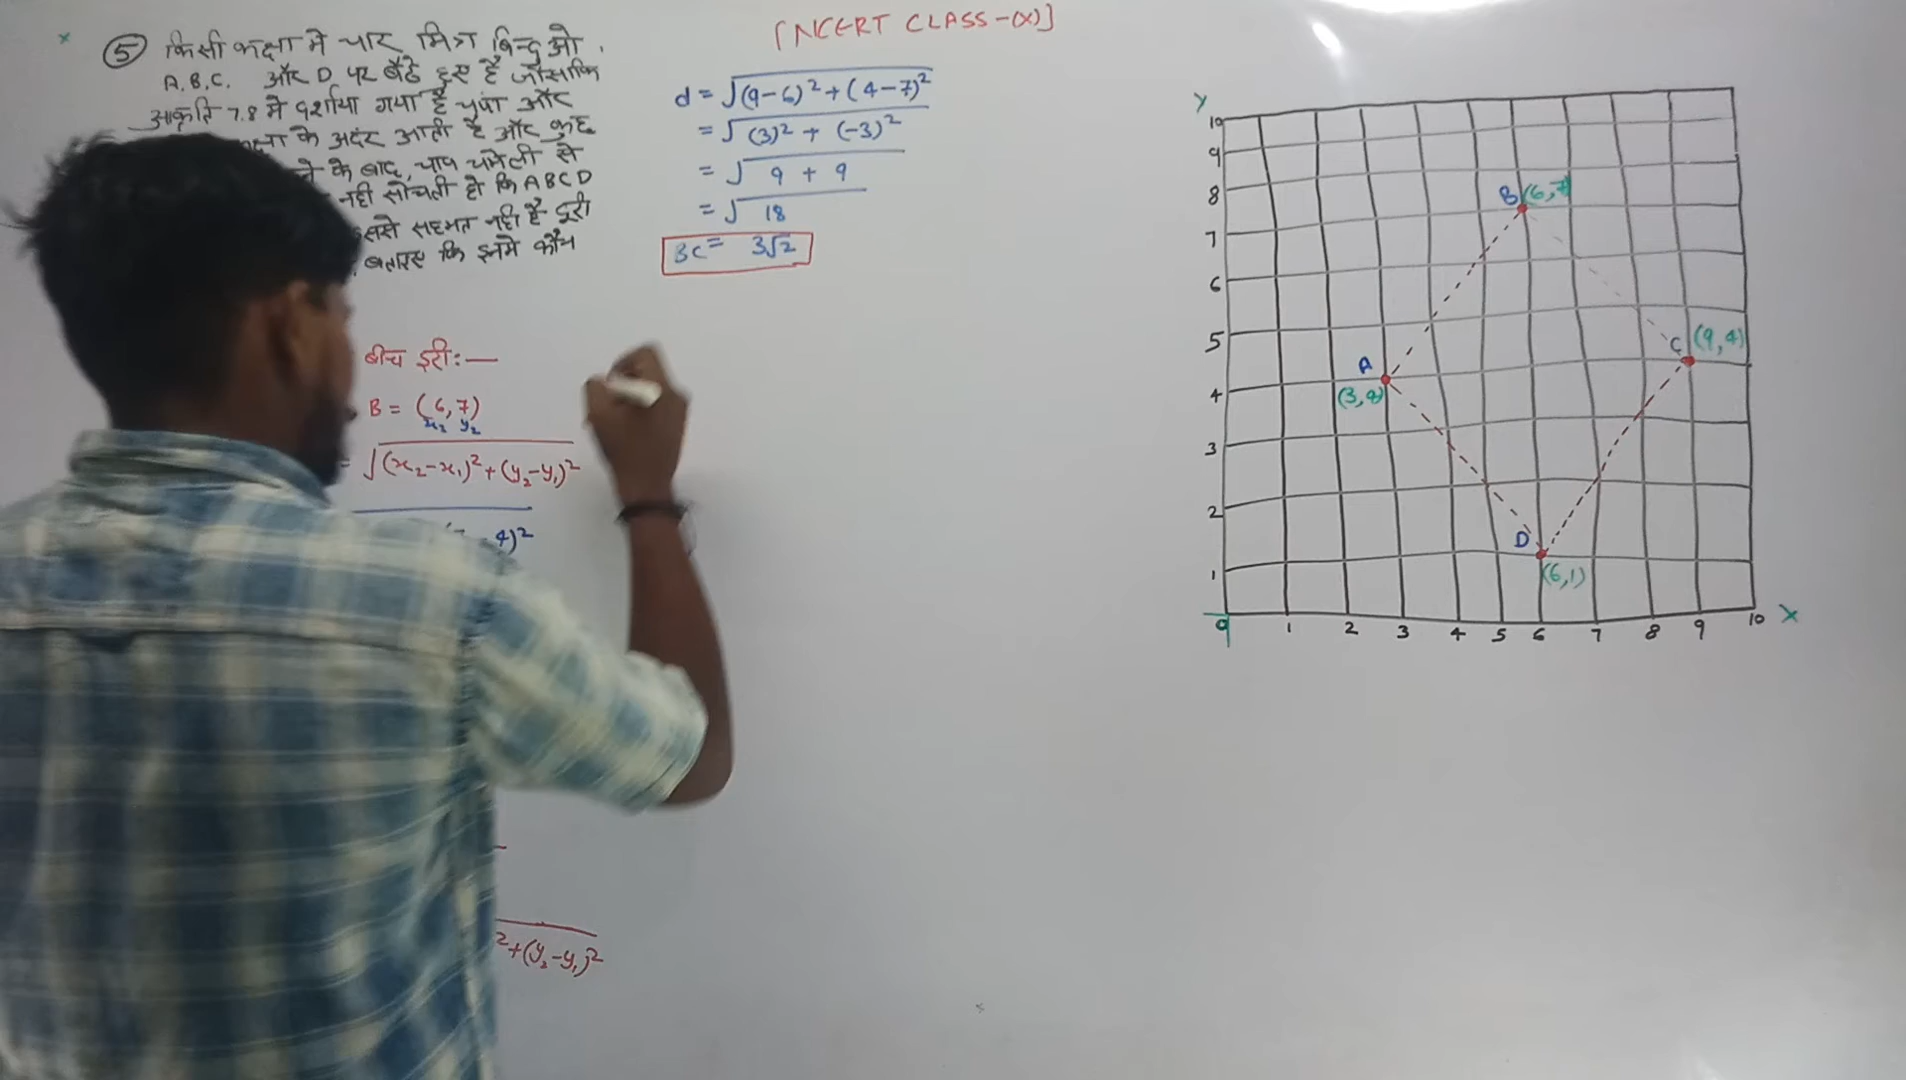 [NCERT CLASS-(X)]
⑤ किसी कक्षा मे चार मित्र बिन्दुओ
A.B.C. और D पर बैठे हुए है जैसाकि
आकृति 7.8 मे दर्शाया गया है चंपा और
के अदंर आती है और कुछ
के बाद, चंपा चमेली से
नही सोचती हो कि ABCD
सहमत नही है दूरी
बताइए कि इनमे कौन
बीच दूरी:—
B = (6, 7)
x₂ y₂
= √(x₂-x₁)²+(y₂-y₁)²
4)²
²+(y₂-y₁)²
d = √(9-6)²+(4-7)²
= √(3)² + (-3)²
= √9 + 9
= √18
BC = 3√2
Y
10
9
8
7
6
5
4
3
2
1
0
1 2 3 4 5 6 7 8 9 10 X
B (6,7)
C (9,4)
A
(3,4)
D
(6,1)